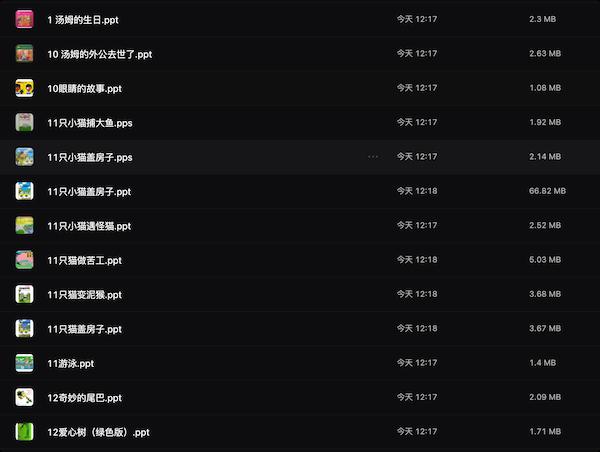 1 汤姆的生日.ppt 今天 12:17 2.3 MB
10 汤姆的外公去世了.ppt 今天 12:17 2.63 MB
10眼睛的故事.ppt 今天 12:17 1.08 MB
11只小猫捕大鱼.pps 今天 12:17 1.92 MB
11只小猫盖房子.pps ··· 今天 12:17 2.14 MB
11只小猫盖房子.ppt 今天 12:18 66.82 MB
11只小猫遇怪猫.ppt 今天 12:17 2.52 MB
11只猫做苦工.ppt 今天 12:18 5.03 MB
11只猫变泥猴.ppt 今天 12:18 3.68 MB
11只猫盖房子.ppt 今天 12:18 3.67 MB
11游泳.ppt 今天 12:17 1.4 MB
12奇妙的尾巴.ppt 今天 12:17 2.09 MB
12爱心树（绿色版）.ppt 今天 12:17 1.71 MB